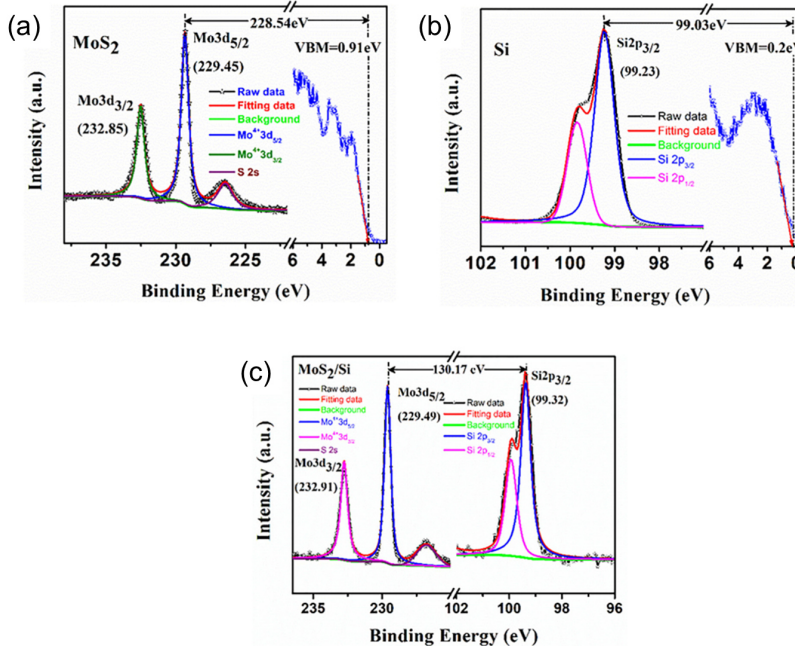 (a)
228.54eV
MoS2
Mo3d5/2
(229.45)
VBM=0.91eV
Mo3d3/2
(232.85)
Raw data
Fitting data
Background
Mo4+3d5/2
Mo4+3d3/2
S 2s
Intensity (a.u.)
235 230 225 4 2 0
Binding Energy (eV)
(b)
99.03eV
Si
Si2p3/2
(99.23)
VBM=0.2e
Raw data
Fitting data
Background
Si 2p3/2
Si 2p1/2
Intensity (a.u.)
102 101 100 99 98 6 4 2 0
Binding Energy (eV)
(c)
130.17 eV
MoS2/Si
Raw data
Fitting data
Background
Mo4+3d5/2
Mo4+3d3/2
S 2s
Mo3d5/2
(229.49)
Mo3d3/2
(232.91)
Si2p3/2
(99.32)
Raw data
Fitting data
Background
Si 2p3/2
Si 2p1/2
Intensity (a.u.)
235 230 102 100 98 96
Binding Energy (eV)